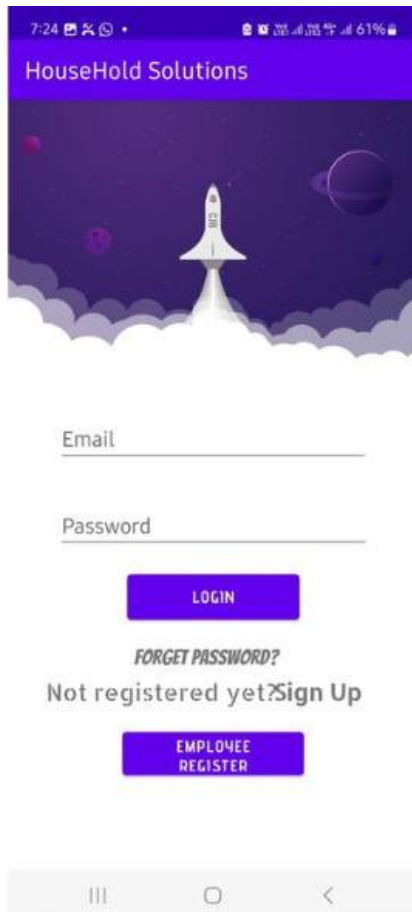 7:24
61%
HouseHold Solutions
Email
Password
LOGIN
FORGET PASSWORD?
Not registered yet?Sign Up
EMPLOYEE
REGISTER